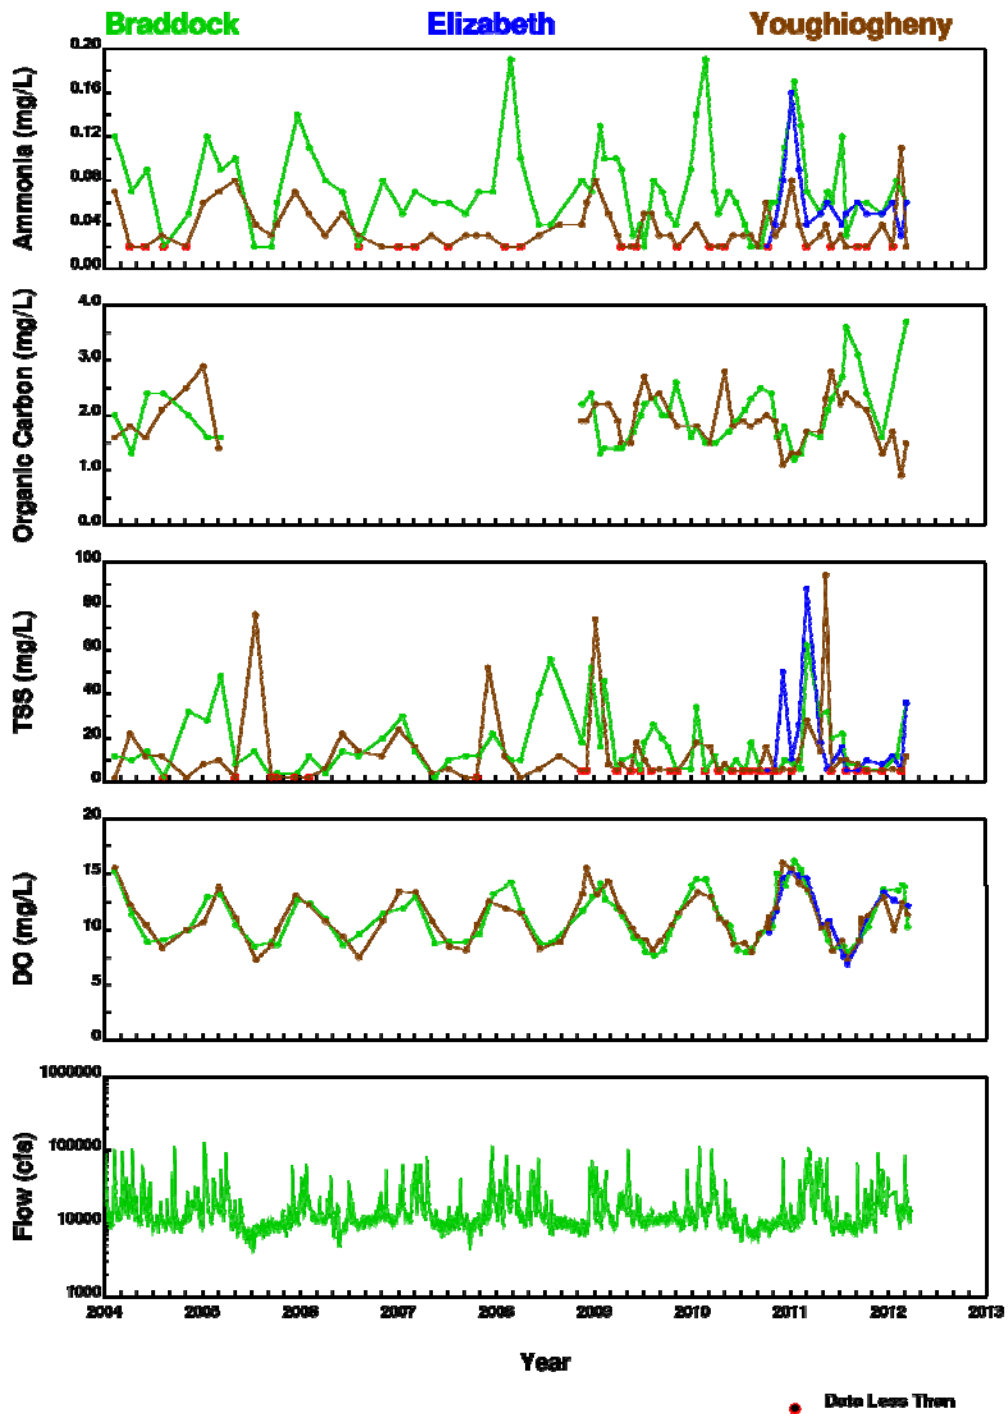 Braddock Elizabeth Youghiogheny
Ammonia (mg/L)
0.20
0.16
0.12
0.08
0.04
0.00
Organic Carbon (mg/L)
4.0
3.0
2.0
1.0
0.0
TSS (mg/L)
100
80
60
40
20
0
DO (mg/L)
20
15
10
5
0
Flow (cfs)
1000000
100000
10000
1000
2004 2005 2006 2007 2008 2009 2010 2011 2012 2013
Year
Data Less Than